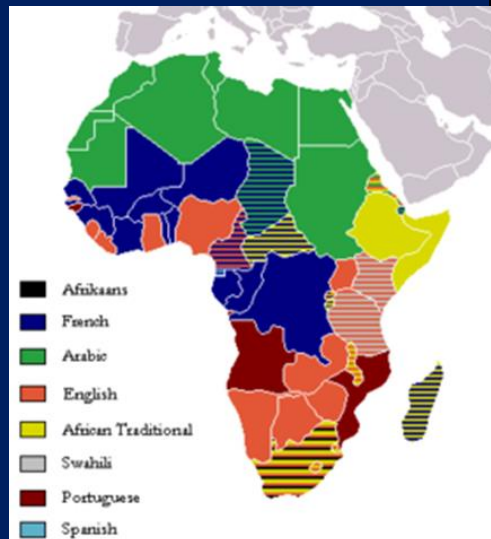 Afrikaans
French
Arabic
English
African Traditional
Swahili
Portuguese
Spanish